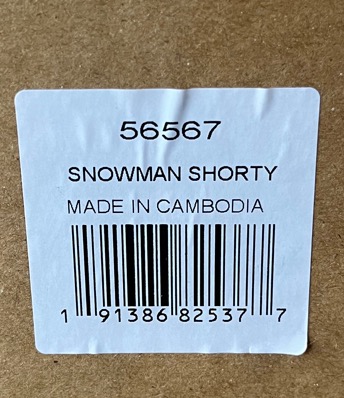 56567
SNOWMAN SHORTY
MADE IN CAMBODIA
1 91386 82537 7